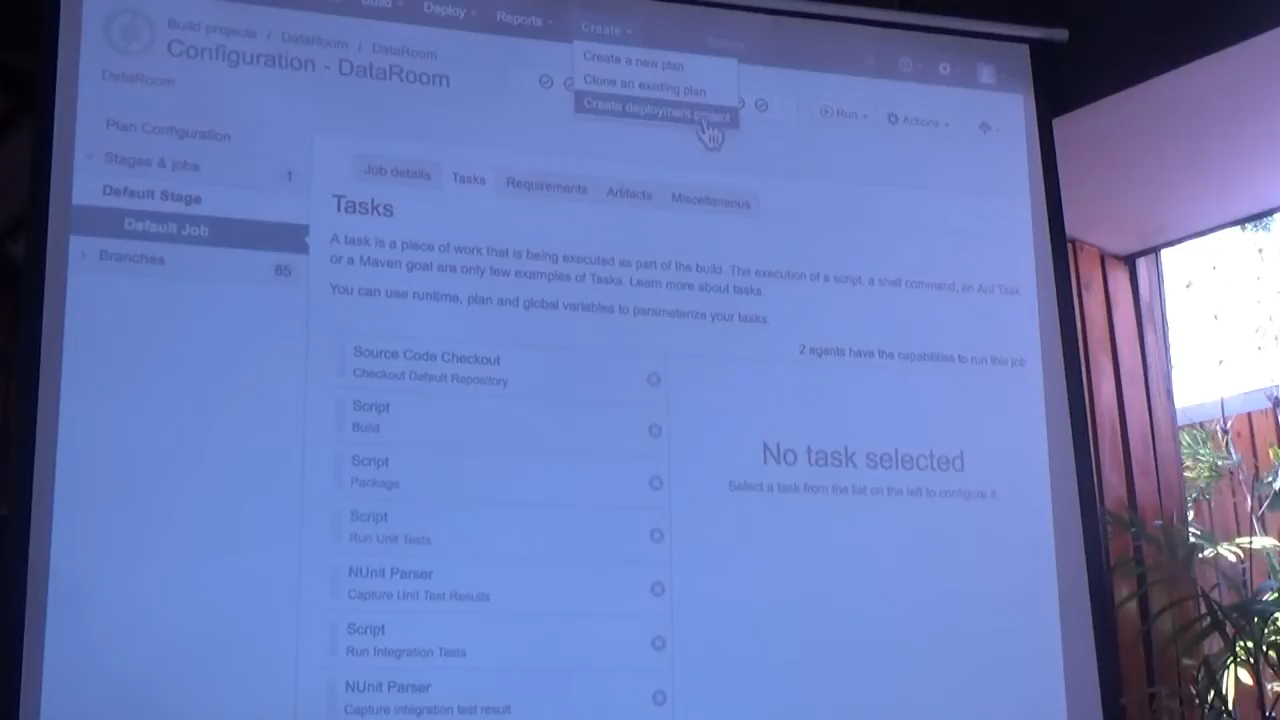 Build
Deploy
Reports
Create
Create a new plan
Clone an existing plan
Create deployment project
Build projects / DataRoom / DataRoom
Configuration - DataRoom
Run
Actions
DataRoom
Plan Configuration
Stages & jobs 1
Default Stage
Default Job
Branches 85
Job details
Tasks
Requirements
Artifacts
Miscellaneous
Tasks
A task is a piece of work that is being executed as part of the build. The execution of a script, a shell command, an Ant Task
or a Maven goal are only few examples of Tasks. Learn more about tasks.
You can use runtime, plan and global variables to parameterize your tasks.
2 agents have the capabilities to run this job
Source Code Checkout
Checkout Default Repository
Script
Build
Script
Package
Script
Run Unit Tests
NUnit Parser
Capture Unit Test Results
Script
Run Integration Tests
NUnit Parser
Capture integration test result
No task selected
Select a task from the list on the left to configure it.